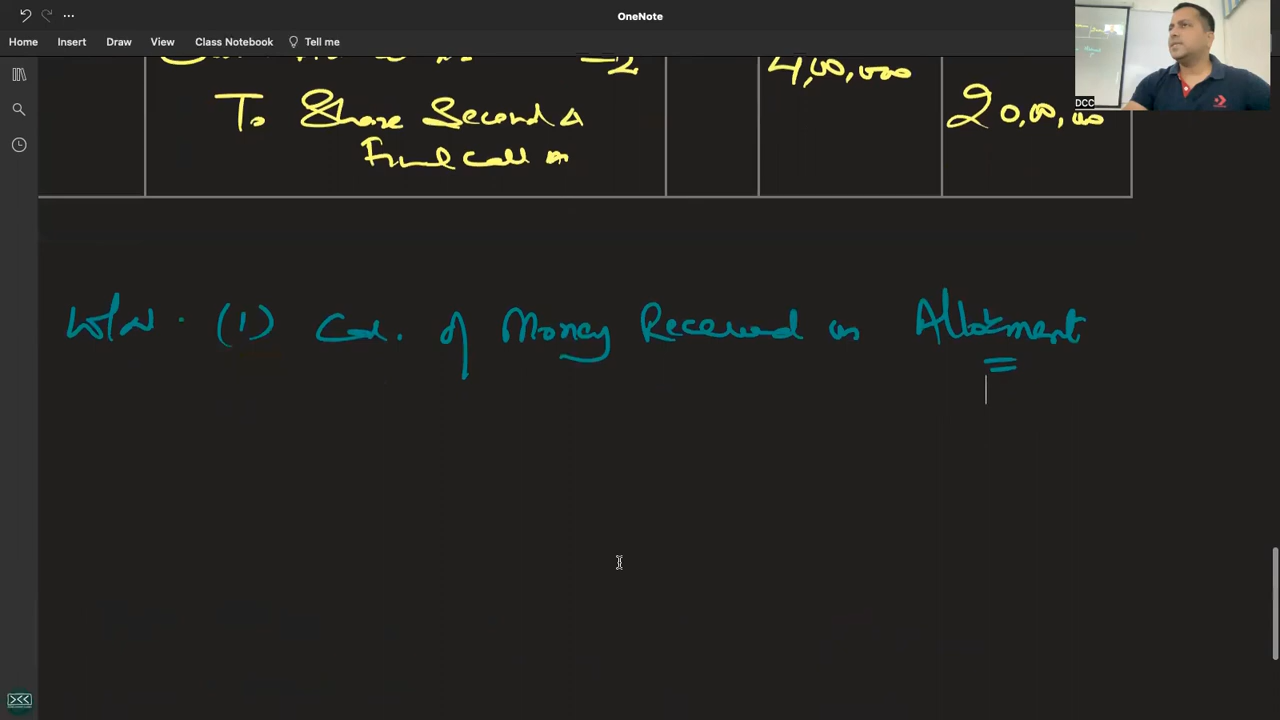 OneNote
Home Insert Draw View Class Notebook Tell me
4,00,000
To Share Second &
Final Call A/c
20,00,000
DCC
W/N. (1) Cal. of Money Received on Allotment